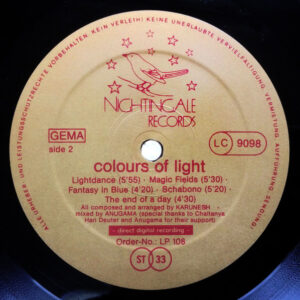 ALLE URHEBER UND LEISTUNGSSCHUTZRECHTE VORBEHALTEN · KEIN VERLEIH! KEINE UNERLAUBTE VERVIELFÄLTIGUNG, VERMIETUNG, AUFFÜHRUNG, SENDUNG!
NIGHTINGALE
RECORDS
GEMA
LC 9098
side 2
colours of light
Lightdance (5'55) · Magic Fields (5'30) ·
Fantasy in Blue (4'20) · Schabono (5'20) ·
The end of a day (4'30)
All composed and arranged by KARUNESH
mixed by ANUGAMA (special thanks to Chaitanya
Hari Deuter and Anugama for their support)
- direct digital recording -
Order-No.: LP 108
ST 33